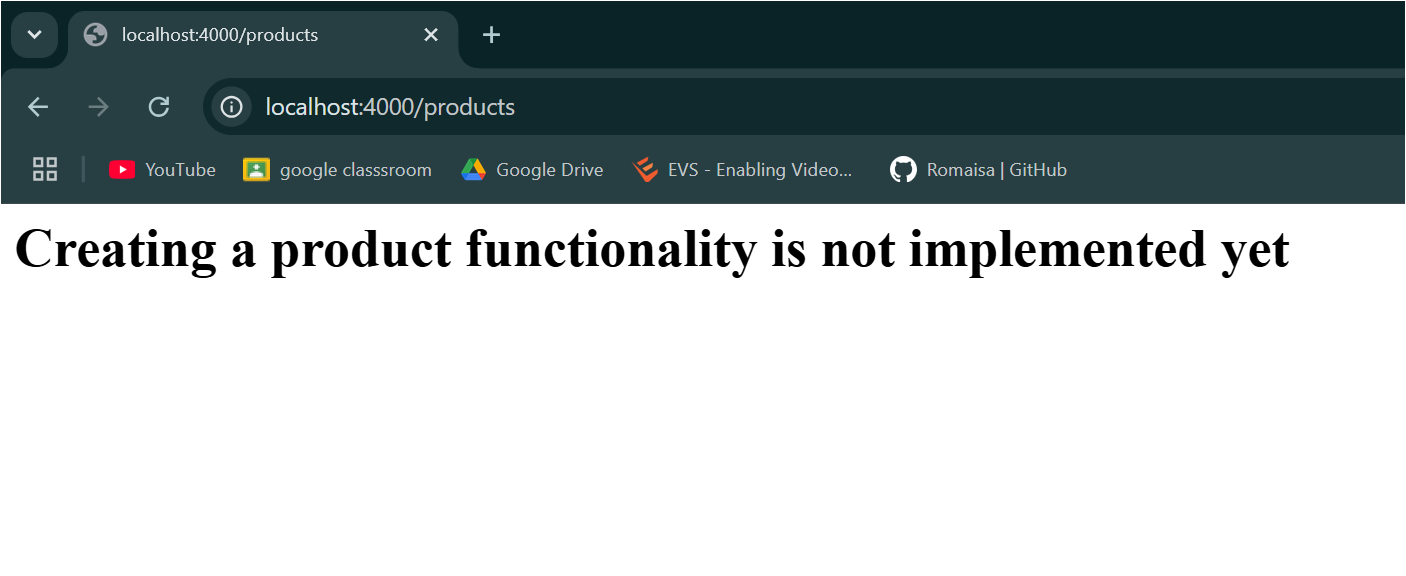 localhost:4000/products
localhost:4000/products
YouTube google classsroom Google Drive EVS - Enabling Video... Romaisa | GitHub
Creating a product functionality is not implemented yet